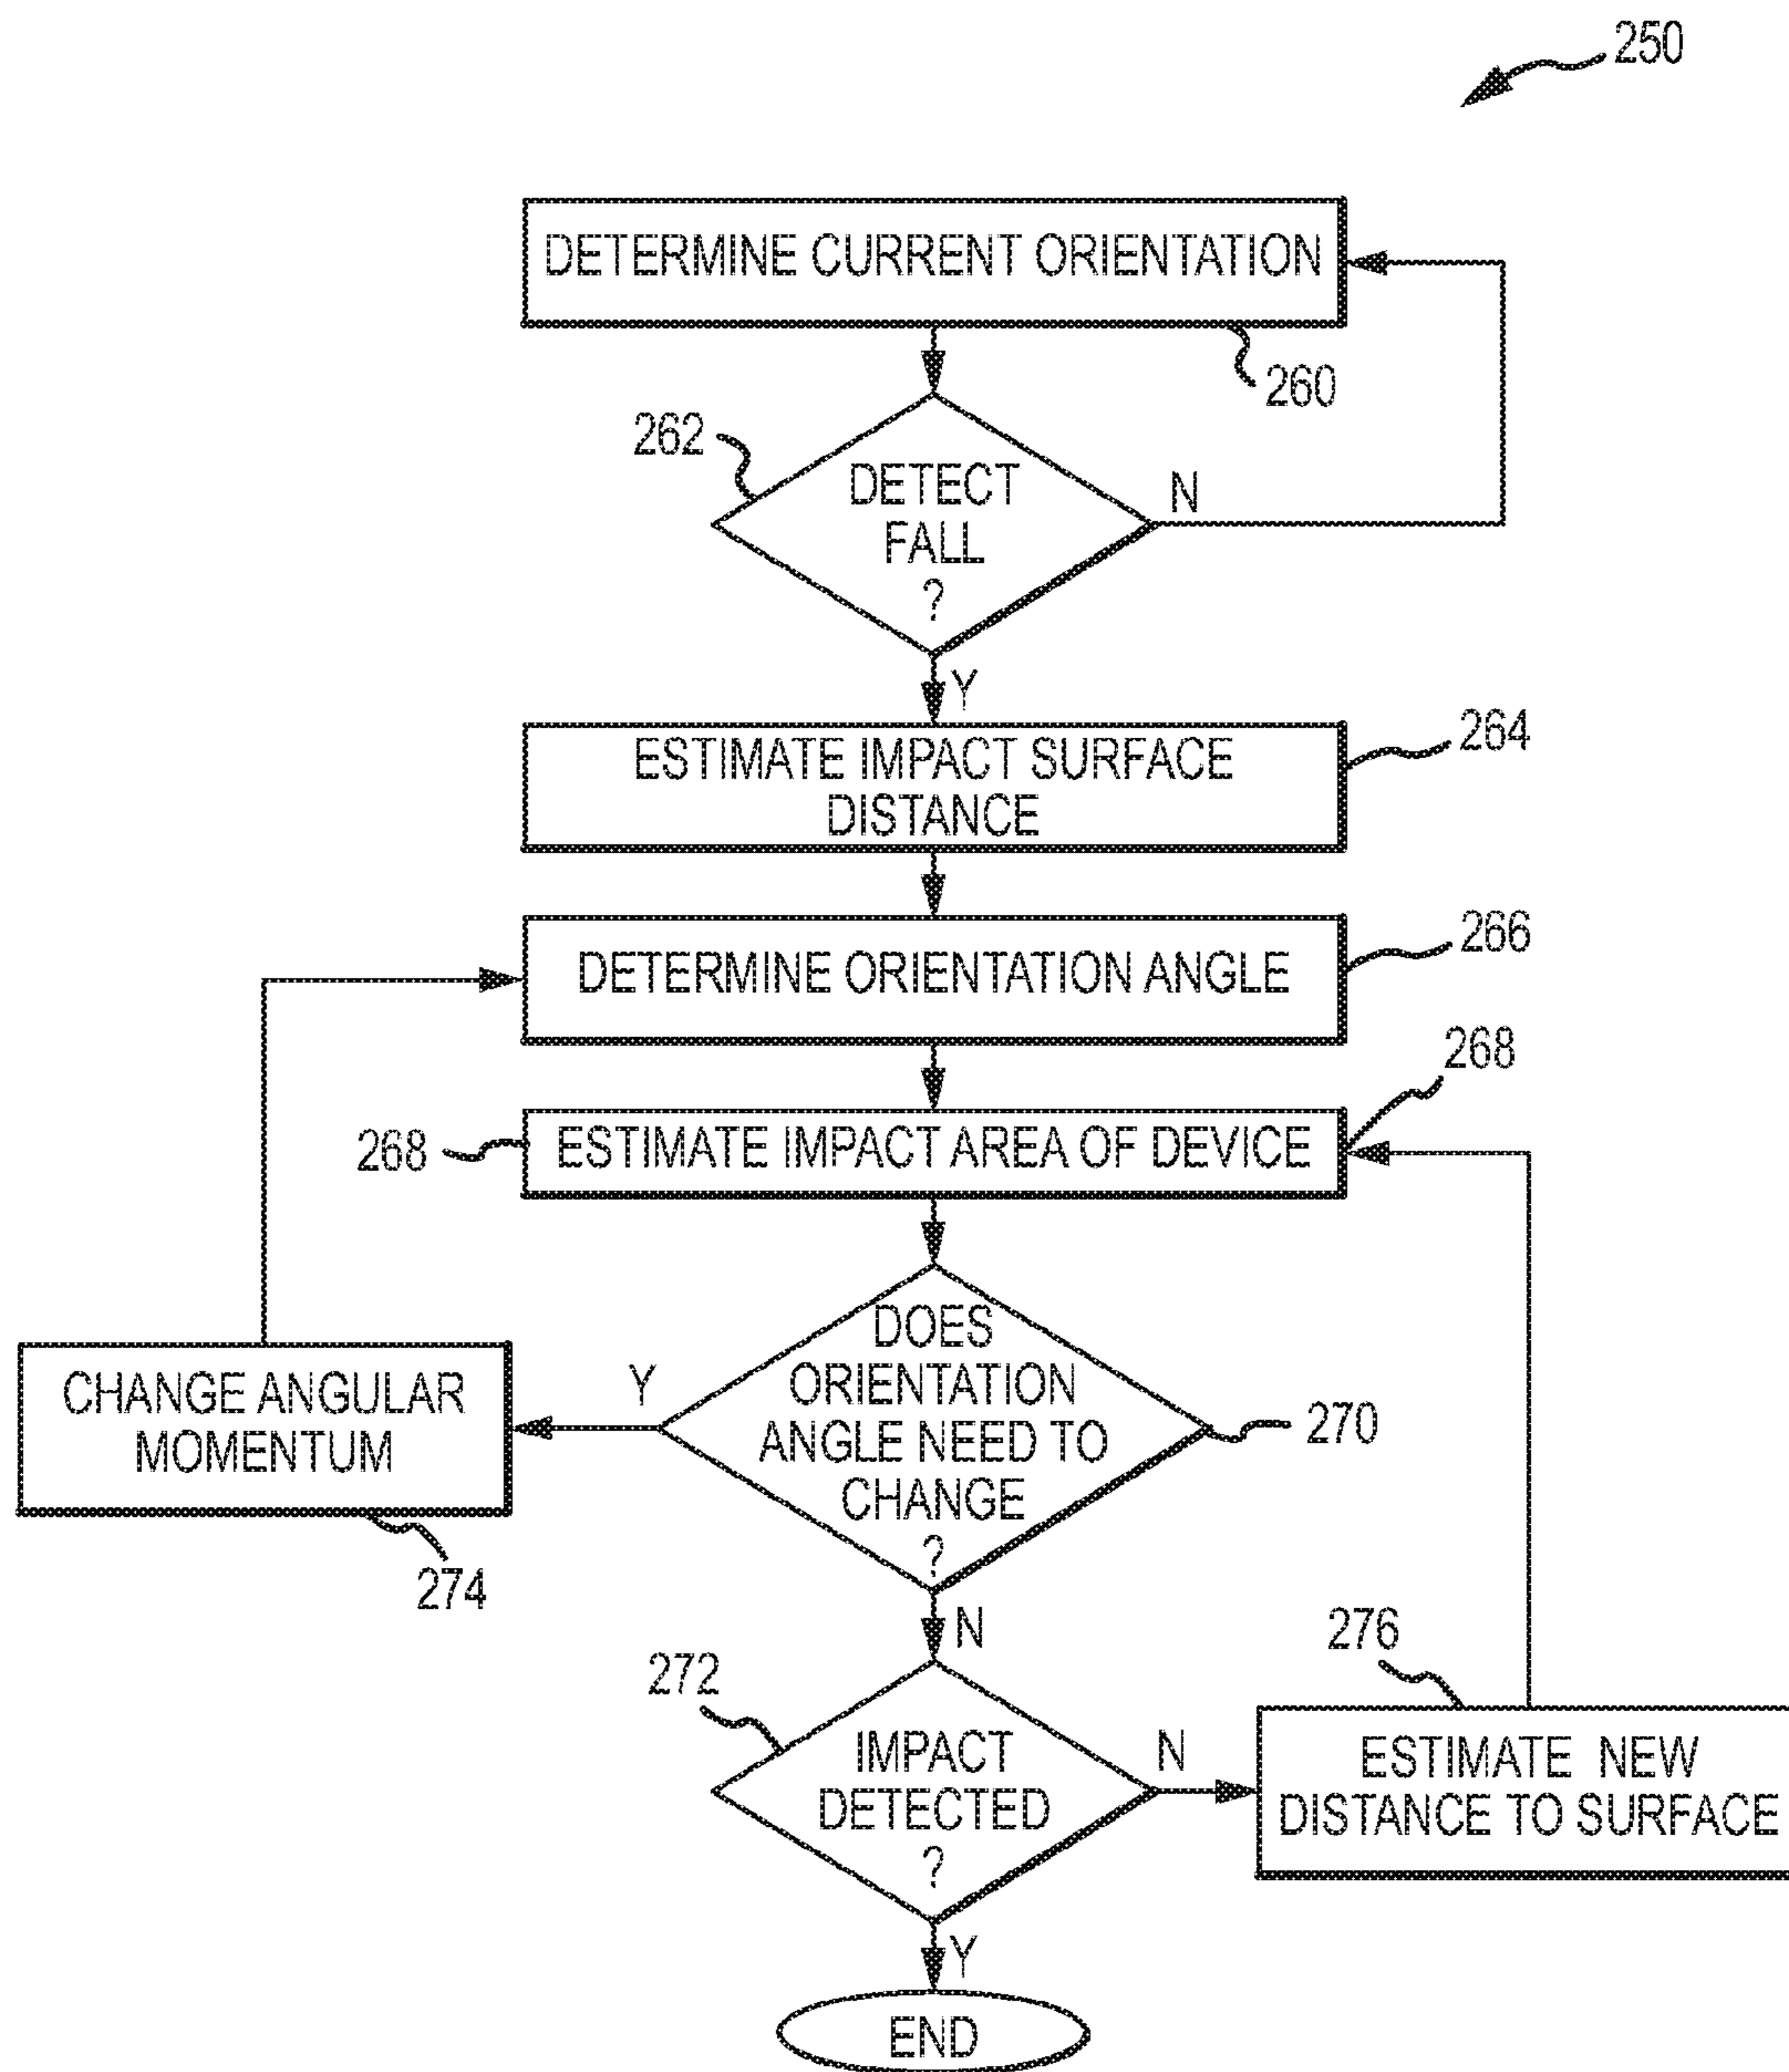 250
DETERMINE CURRENT ORIENTATION
260
262
DETECT
FALL
?
N
Y
ESTIMATE IMPACT SURFACE
DISTANCE
264
DETERMINE ORIENTATION ANGLE
266
268
268
ESTIMATE IMPACT AREA OF DEVICE
DOES
ORIENTATION
ANGLE NEED TO
CHANGE
?
270
Y
CHANGE ANGULAR
MOMENTUM
274
N
272
IMPACT
DETECTED
?
N
276
ESTIMATE NEW
DISTANCE TO SURFACE
Y
END